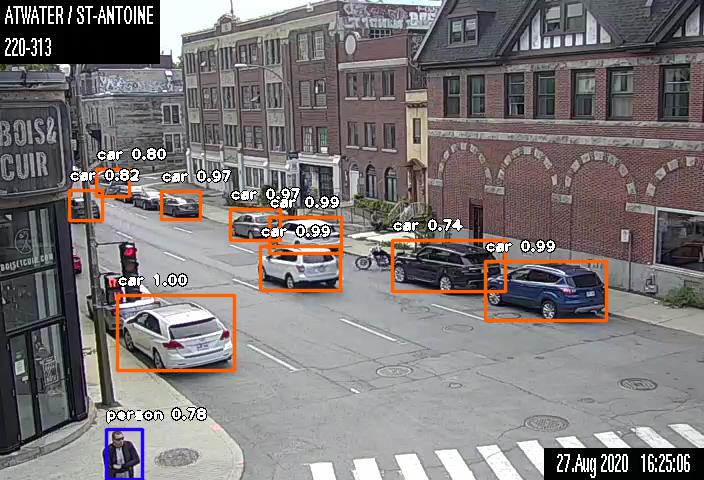 ATWATER / ST-ANTOINE
220-313
BOIS&
CUIR
BOISETCUIR.COM
car 0.80
car 0.82
car 0.97
car 0.97
car 0.99
car 0.99
car 0.74
car 0.99
car 1.00
person 0.78
27.Aug 2020 16:25:06